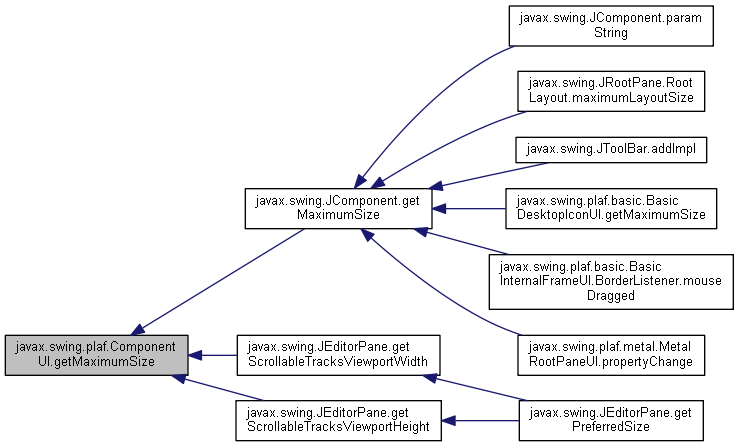 javax.swing.JComponent.param
String
javax.swing.JRootPane.Root
Layout.maximumLayoutSize
javax.swing.JToolBar.addImpl
javax.swing.JComponent.get
MaximumSize
javax.swing.plaf.basic.Basic
DesktopIconUI.getMaximumSize
javax.swing.plaf.basic.Basic
InternalFrameUI.BorderListener.mouse
Dragged
javax.swing.plaf.Component
UI.getMaximumSize
javax.swing.JEditorPane.get
ScrollableTracksViewportWidth
javax.swing.plaf.metal.Metal
RootPaneUI.propertyChange
javax.swing.JEditorPane.get
ScrollableTracksViewportHeight
javax.swing.JEditorPane.get
PreferredSize